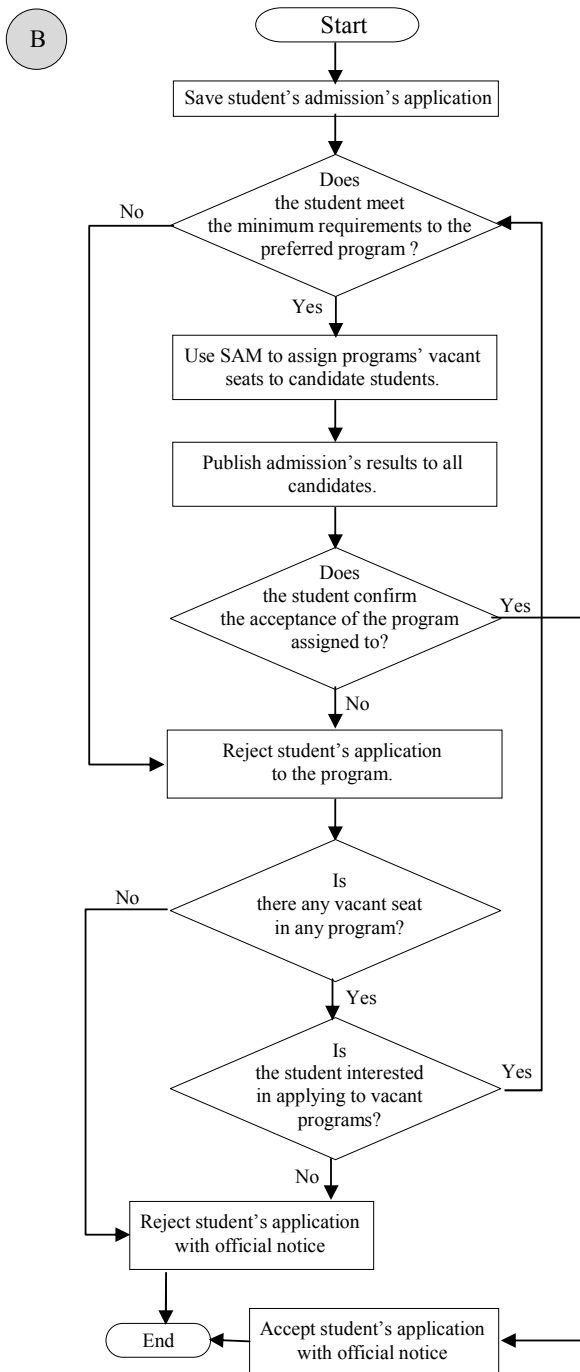 B
Start
Save student's admission's application
Does
the student meet
the minimum requirements to the
preferred program ?
No
Yes
Use SAM to assign programs' vacant
seats to candidate students.
Publish admission's results to all
candidates.
Does
the student confirm
the acceptance of the program
assigned to?
Yes
No
Reject student's application
to the program.
Is
there any vacant seat
in any program?
No
Yes
Is
the student interested
in applying to vacant
programs?
Yes
No
Reject student's application
with official notice
End
Accept student's application
with official notice